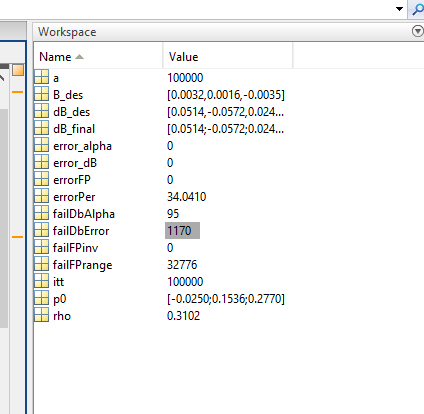 Workspace
Name Value
a 100000
B_des [0.0032,0.0016,-0.0035]
dB_des [0.0514,-0.0572,0.024...
dB_final [0.0514;-0.0572;0.024...
error_alpha 0
error_dB 0
errorFP 0
errorPer 34.0410
failDbAlpha 95
failDbError 1170
failFPinv 0
failFPrange 32776
itt 100000
p0 [-0.0250;0.1536;0.2770]
rho 0.3102